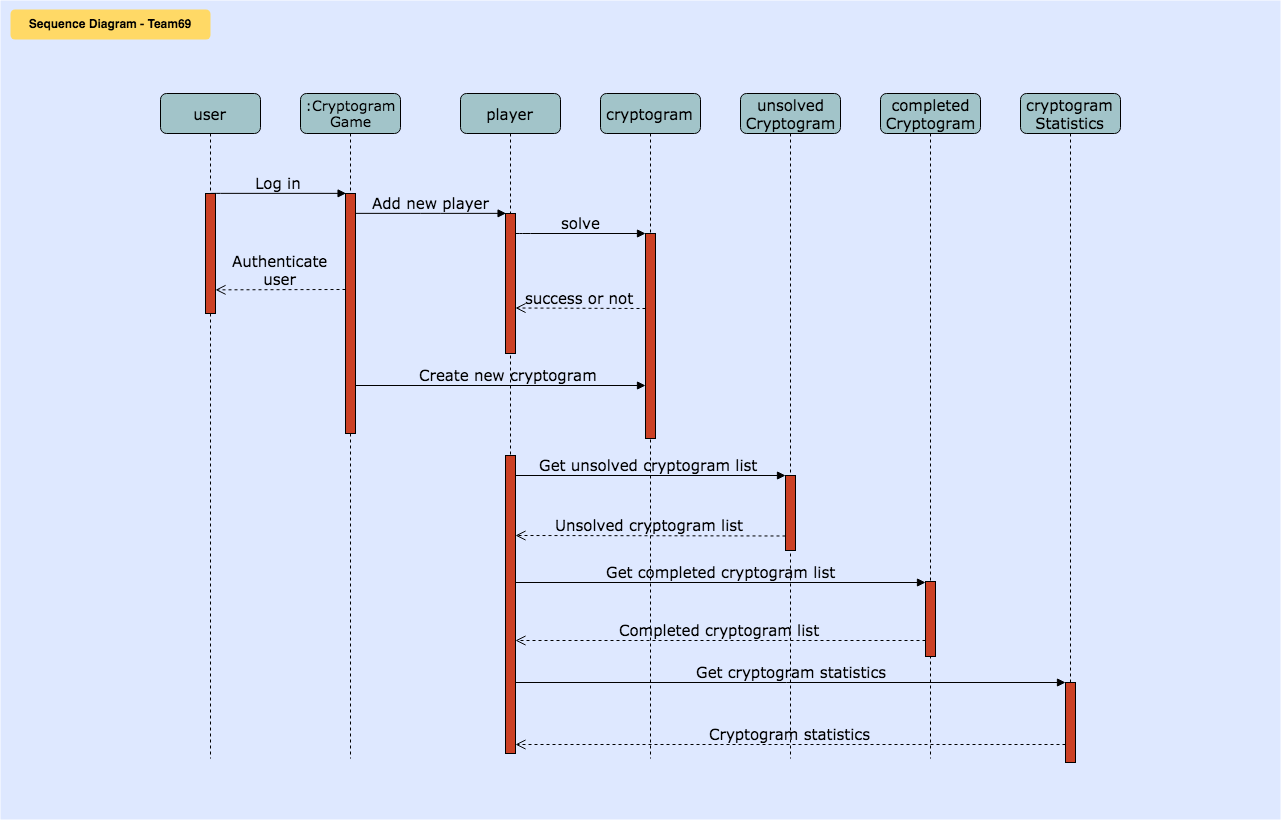 Sequence Diagram - Team69
user
:Cryptogram
Game
player
cryptogram
unsolved
Cryptogram
completed
Cryptogram
cryptogram
Statistics
Log in
Add new player
solve
Authenticate
user
success or not
Create new cryptogram
Get unsolved cryptogram list
Unsolved cryptogram list
Get completed cryptogram list
Completed cryptogram list
Get cryptogram statistics
Cryptogram statistics